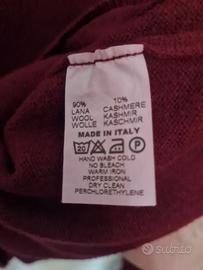 90% 10%
LANA CASHMERE
WOOL KASHMIR
WOLLE KASCHMIR
MADE IN ITALY
HAND WASH COLD
NO BLEACH
WARM IRON
PROFESSIONAL
DRY CLEAN
PERCHLORETHYLENE
subito